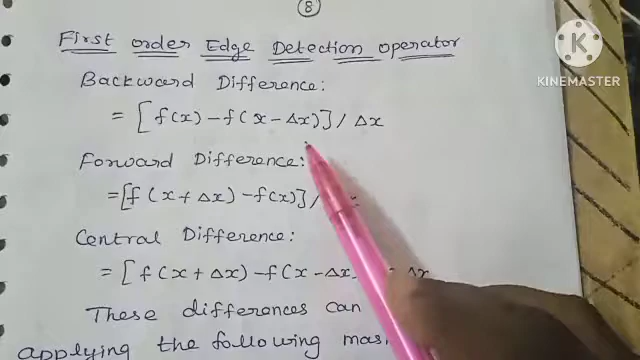 8
First order Edge Detection operator
Backward Difference:
= [f(x) - f(x - Δx)] / Δx
Forward Difference:
= [f(x + Δx) - f(x)] /
Central Difference:
= [f(x + Δx) - f(x - Δx Δx
These differences can
applying the following
K
KINEMASTER